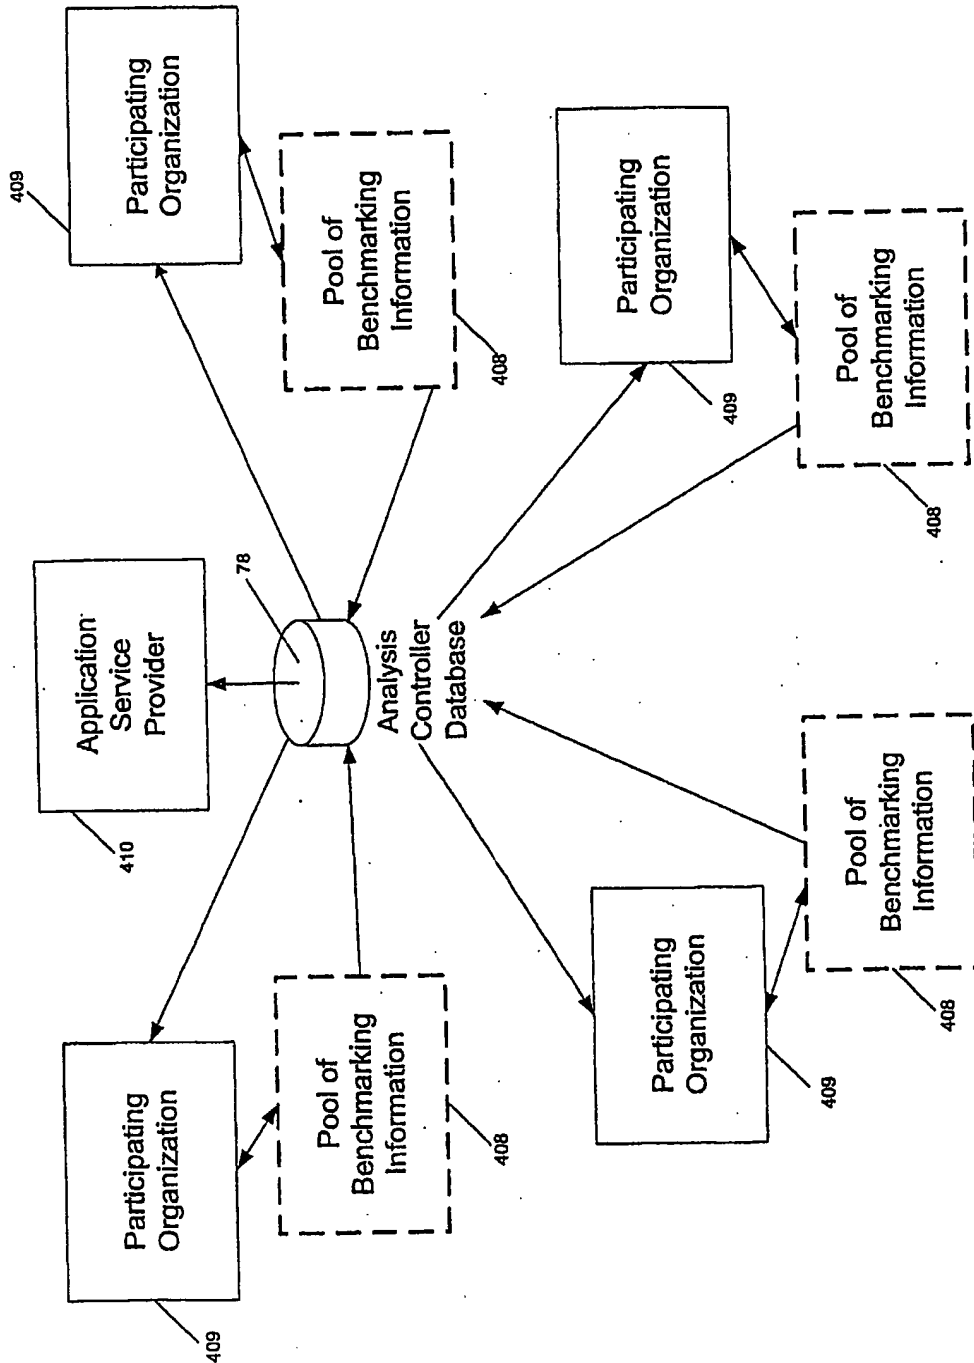 409
Participating
Organization
Application
Service
Provider
410
Participating
Organization
409
78
Pool of
Benchmarking
Information
408
Analysis
Controller
Database
Pool of
Benchmarking
Information
408
Participating
Organization
409
Participating
Organization
409
Pool of
Benchmarking
Information
408
Pool of
Benchmarking
Information
408